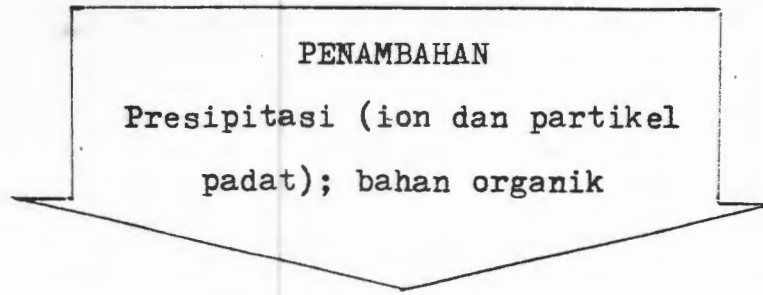 PENAMBAHAN
Presipitasi (ion dan partikel
padat); bahan organik